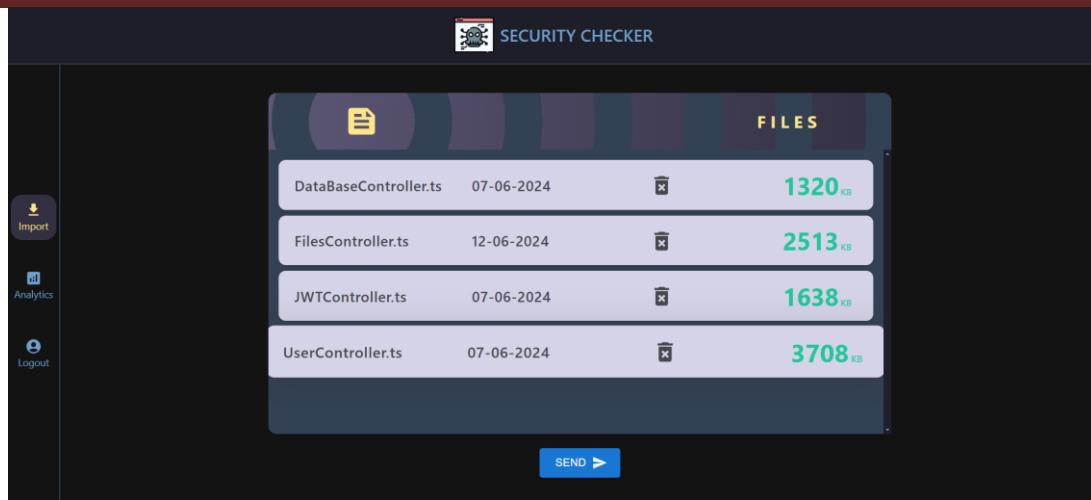 SECURITY CHECKER
FILES
DataBaseController.ts 07-06-2024 1320 KB
FilesController.ts 12-06-2024 2513 KB
JWTController.ts 07-06-2024 1638 KB
UserController.ts 07-06-2024 3708 KB
Import
Analytics
Logout
SEND